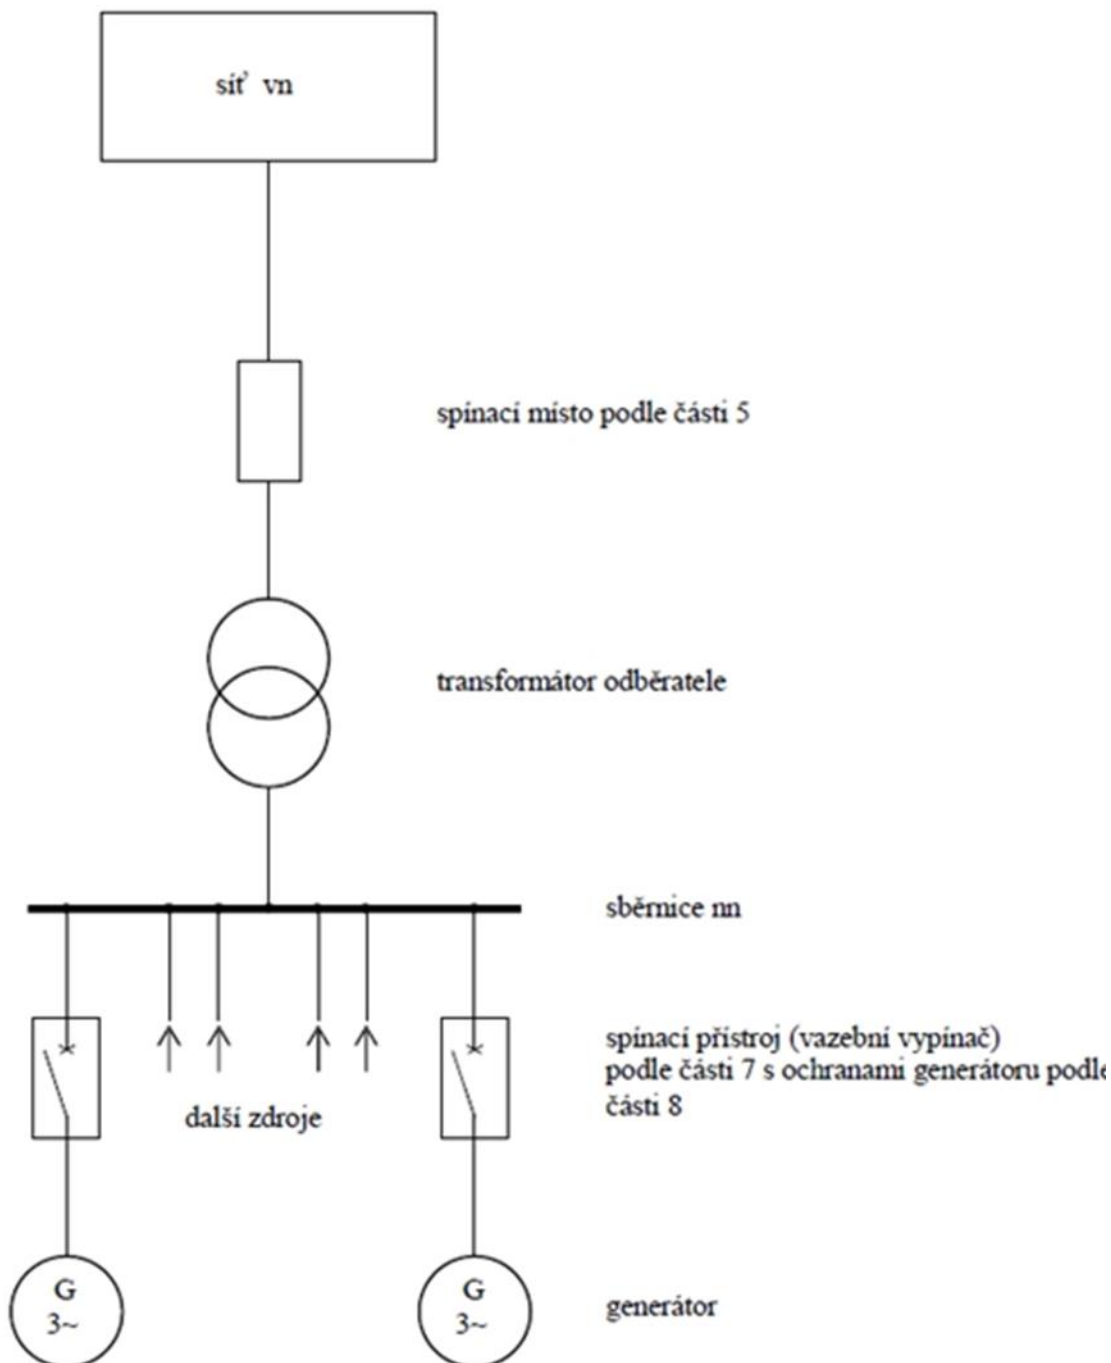 síť vn
spínací místo podle části 5
transformátor odběratele
sběrnice nn
spínací přístroj (vazební vypínač)
podle části 7 s ochranami generátoru podle
části 8
další zdroje
G
3~
G
3~
generátor